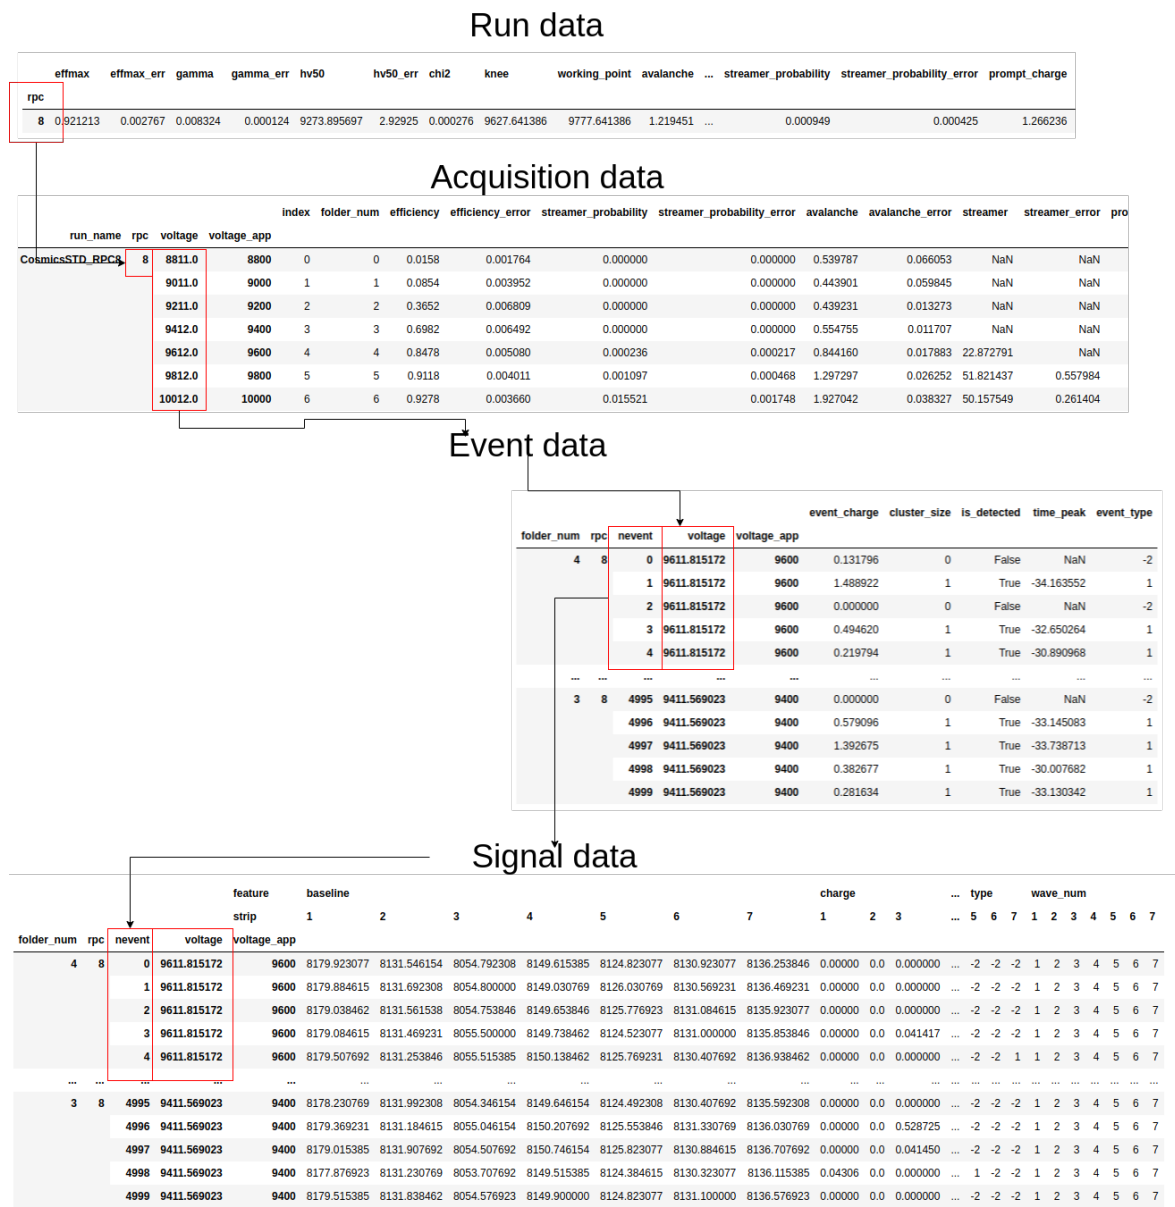 Run data
effmax effmax_err gamma gamma_err hv50 hv50_err chi2 knee working_point avalanche ... streamer_probability streamer_probability_error prompt_charge
rpc
8 0.921213 0.002767 0.008324 0.000124 9273.895697 2.92925 0.000276 9627.641386 9777.641386 1.219451 ... 0.000949 0.000425 1.266236
Acquisition data
index folder_num efficiency efficiency_error streamer_probability streamer_probability_error avalanche avalanche_error streamer streamer_error pro
run_name rpc voltage voltage_app
CosmicsSTD_RPC8 8 8811.0 8800 0 0 0.0158 0.001764 0.000000 0.000000 0.539787 0.066053 NaN NaN
9011.0 9000 1 1 0.0854 0.003952 0.000000 0.000000 0.443901 0.059845 NaN NaN
9211.0 9200 2 2 0.3652 0.006809 0.000000 0.000000 0.439231 0.013273 NaN NaN
9412.0 9400 3 3 0.6982 0.006492 0.000000 0.000000 0.554755 0.011707 NaN NaN
9612.0 9600 4 4 0.8478 0.005080 0.000236 0.000217 0.844160 0.017883 22.872791 NaN
9812.0 9800 5 5 0.9118 0.004011 0.001097 0.000468 1.297297 0.026252 51.821437 0.557984
10012.0 10000 6 6 0.9278 0.003660 0.015521 0.001748 1.927042 0.038327 50.157549 0.261404
Event data
event_charge cluster_size is_detected time_peak event_type
folder_num rpc nevent voltage voltage_app
4 8 0 9611.815172 9600 0.131796 0 False NaN -2
1 9611.815172 9600 1.488922 1 True -34.163552 1
2 9611.815172 9600 0.000000 0 False NaN -2
3 9611.815172 9600 0.494620 1 True -32.650264 1
4 9611.815172 9600 0.219794 1 True -30.890968 1
... ... ... ... ... ... ... ... ... ...
3 8 4995 9411.569023 9400 0.000000 0 False NaN -2
4996 9411.569023 9400 0.579096 1 True -33.145083 1
4997 9411.569023 9400 1.392675 1 True -33.738713 1
4998 9411.569023 9400 0.382677 1 True -30.007682 1
4999 9411.569023 9400 0.281634 1 True -33.130342 1
Signal data
feature baseline charge ... type wave_num
strip 1 2 3 4 5 6 7 1 2 3 ... 5 6 7 1 2 3 4 5 6 7
folder_num rpc nevent voltage voltage_app
4 8 0 9611.815172 9600 8179.923077 8131.546154 8054.792308 8149.615385 8124.823077 8130.923077 8136.253846 0.00000 0.0 0.000000 ... -2 -2 -2 1 2 3 4 5 6 7
1 9611.815172 9600 8179.884615 8131.692308 8054.800000 8149.030769 8126.030769 8130.569231 8136.469231 0.00000 0.0 0.000000 ... -2 -2 -2 1 2 3 4 5 6 7
2 9611.815172 9600 8179.038462 8131.561538 8054.753846 8149.653846 8125.776923 8131.084615 8135.923077 0.00000 0.0 0.000000 ... -2 -2 -2 1 2 3 4 5 6 7
3 9611.815172 9600 8179.084615 8131.469231 8055.500000 8149.738462 8124.523077 8131.000000 8135.853846 0.00000 0.0 0.041417 ... -2 -2 -2 1 2 3 4 5 6 7
4 9611.815172 9600 8179.507692 8131.253846 8055.515385 8150.138462 8125.769231 8130.407692 8136.938462 0.00000 0.0 0.000000 ... -2 -2 1 1 2 3 4 5 6 7
... ... ... ... ... ... ... ... ... ... ... ... ... ... ... ... ... ... ... ... ... ... ... ... ... ... ...
3 8 4995 9411.569023 9400 8178.230769 8131.992308 8054.346154 8149.646154 8124.492308 8130.407692 8135.592308 0.00000 0.0 0.000000 ... -2 -2 -2 1 2 3 4 5 6 7
4996 9411.569023 9400 8179.369231 8131.184615 8055.046154 8150.207692 8125.553846 8131.330769 8136.030769 0.00000 0.0 0.528725 ... -2 -2 -2 1 2 3 4 5 6 7
4997 9411.569023 9400 8179.015385 8131.907692 8054.507692 8150.746154 8125.823077 8130.884615 8136.707692 0.00000 0.0 0.041450 ... -2 -2 -2 1 2 3 4 5 6 7
4998 9411.569023 9400 8177.876923 8131.230769 8053.707692 8149.515385 8124.384615 8130.323077 8136.115385 0.04306 0.0 0.000000 ... 1 -2 -2 1 2 3 4 5 6 7
4999 9411.569023 9400 8179.515385 8131.838462 8054.576923 8149.900000 8124.823077 8131.100000 8136.576923 0.00000 0.0 0.000000 ... -2 -2 -2 1 2 3 4 5 6 7